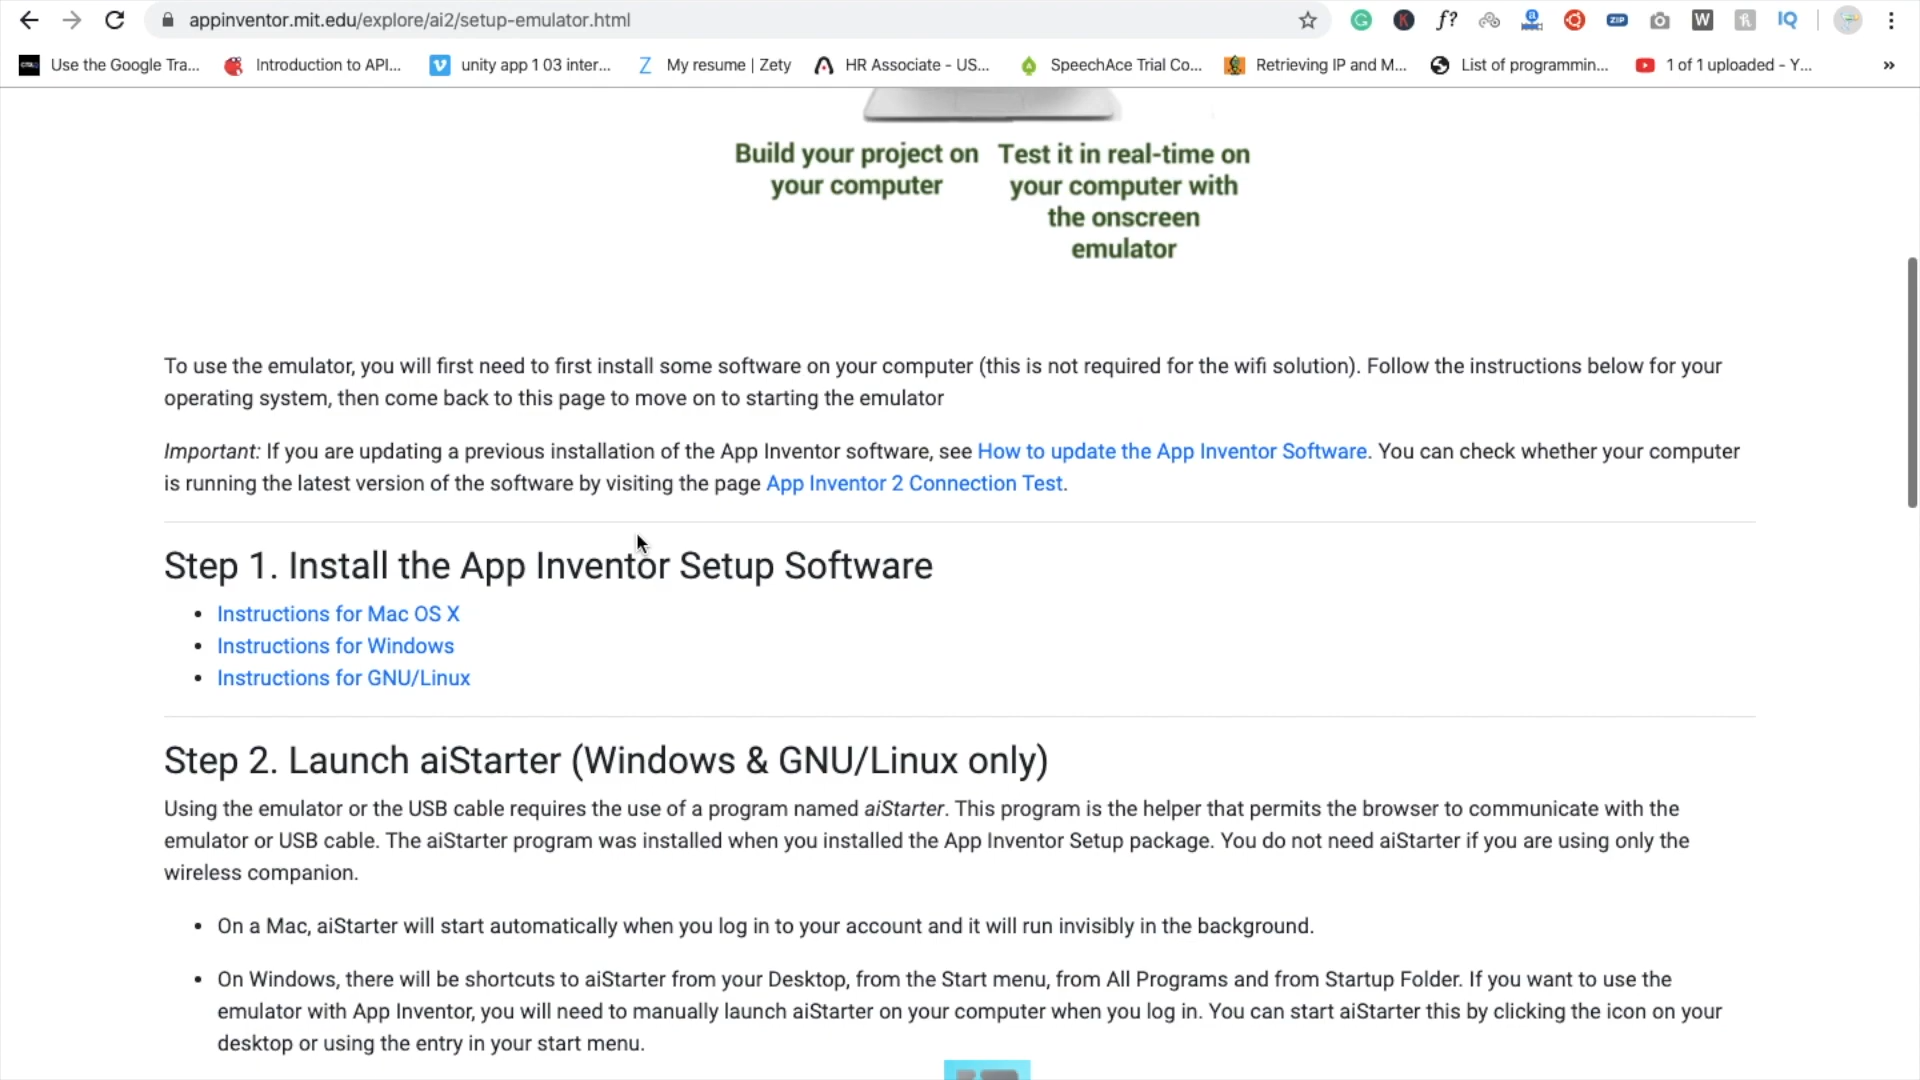 appinventor.mit.edu/explore/ai2/setup-emulator.html
f?
ZIP
W
IQ
Use the Google Tra...
Introduction to API...
unity app 1 03 inter...
My resume | Zety
HR Associate - US...
SpeechAce Trial Co...
Retrieving IP and M...
List of programmin...
1 of 1 uploaded - Y...
»
Build your project on
your computer
Test it in real-time on
your computer with
the onscreen
emulator
To use the emulator, you will first need to first install some software on your computer (this is not required for the wifi solution). Follow the instructions below for your
operating system, then come back to this page to move on to starting the emulator
Important: If you are updating a previous installation of the App Inventor software, see How to update the App Inventor Software. You can check whether your computer
is running the latest version of the software by visiting the page App Inventor 2 Connection Test.
Step 1. Install the App Inventor Setup Software
• Instructions for Mac OS X
• Instructions for Windows
• Instructions for GNU/Linux
Step 2. Launch aiStarter (Windows & GNU/Linux only)
Using the emulator or the USB cable requires the use of a program named aiStarter. This program is the helper that permits the browser to communicate with the
emulator or USB cable. The aiStarter program was installed when you installed the App Inventor Setup package. You do not need aiStarter if you are using only the
wireless companion.
• On a Mac, aiStarter will start automatically when you log in to your account and it will run invisibly in the background.
• On Windows, there will be shortcuts to aiStarter from your Desktop, from the Start menu, from All Programs and from Startup Folder. If you want to use the
emulator with App Inventor, you will need to manually launch aiStarter on your computer when you log in. You can start aiStarter this by clicking the icon on your
desktop or using the entry in your start menu.